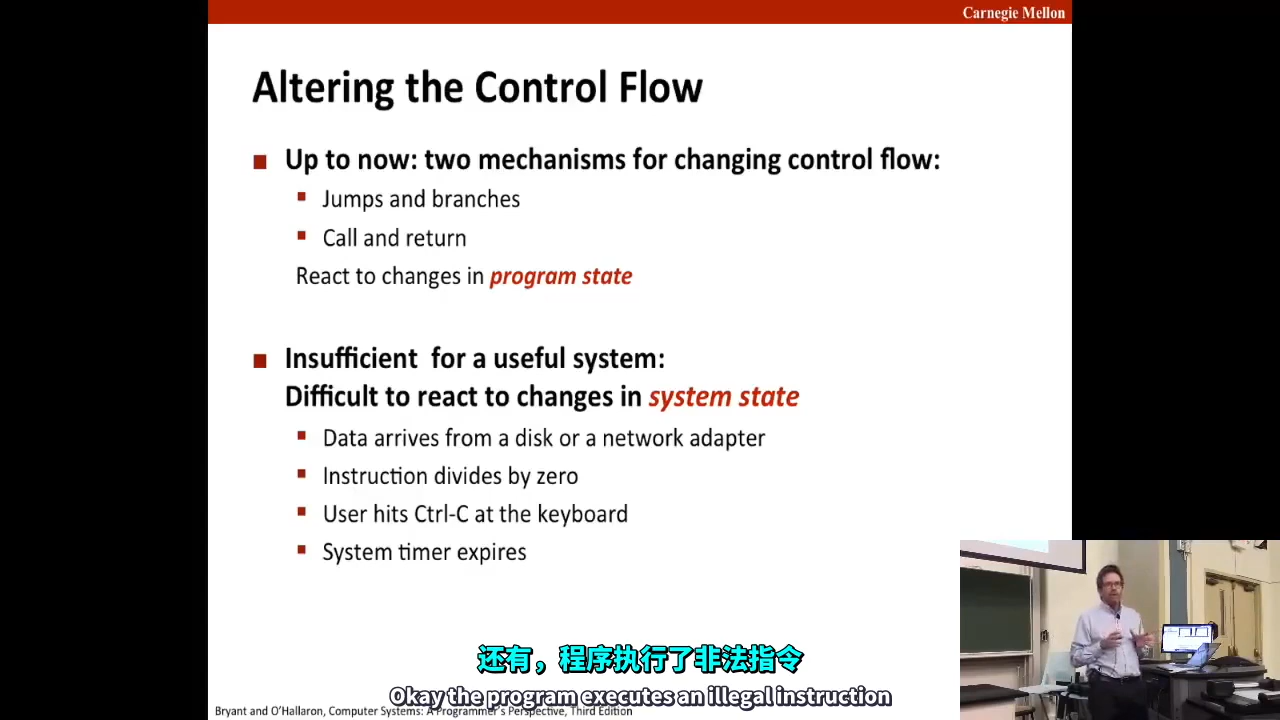 Carnegie Mellon
Altering the Control Flow
Up to now: two mechanisms for changing control flow:
Jumps and branches
Call and return
React to changes in program state
Insufficient for a useful system:
Difficult to react to changes in system state
Data arrives from a disk or a network adapter
Instruction divides by zero
User hits Ctrl-C at the keyboard
System timer expires
还有，程序执行了非法指令
Okay the program executes an illegal instruction
Bryant and O'Hallaron, Computer Systems: A Programmer's Perspective, Third Edition